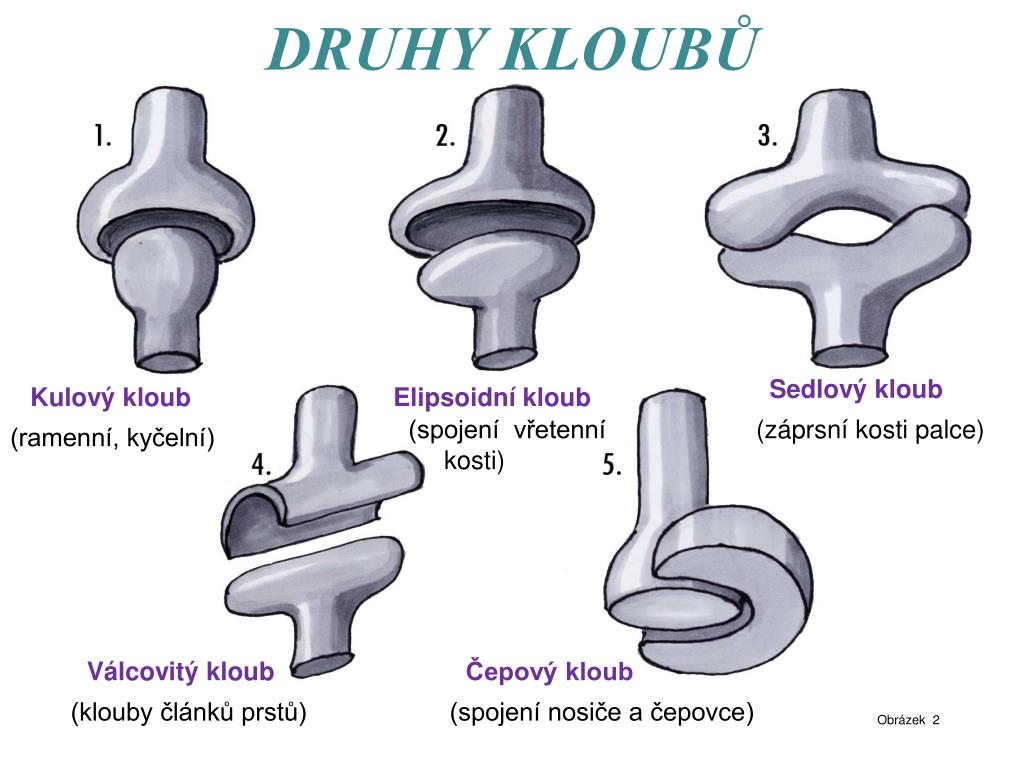 DRUHY KLOUBŮ
1.
2.
3.
Kulový kloub
(ramenní, kyčelní)
Elipsoidní kloub
(spojení vřetenní
kosti)
Sedlový kloub
(záprsní kosti palce)
4.
5.
Válcovitý kloub
(klouby článků prstů)
Čepový kloub
(spojení nosiče a čepovce)
Obrázek 2